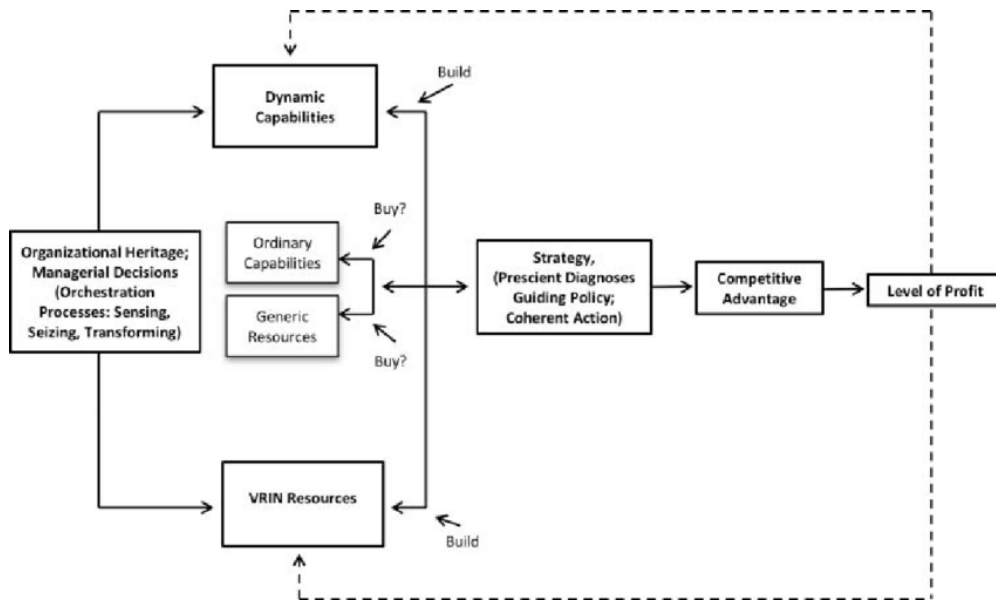 Build
Dynamic
Capabilities
Buy?
Ordinary
Capabilities
Organizational Heritage;
Managerial Decisions
(Orchestration
Processes: Sensing,
Seizing, Transforming)
Generic
Resources
Buy?
Strategy,
(Prescient Diagnoses
Guiding Policy;
Coherent Action)
Competitive
Advantage
Level of Profit
VRIN Resources
Build